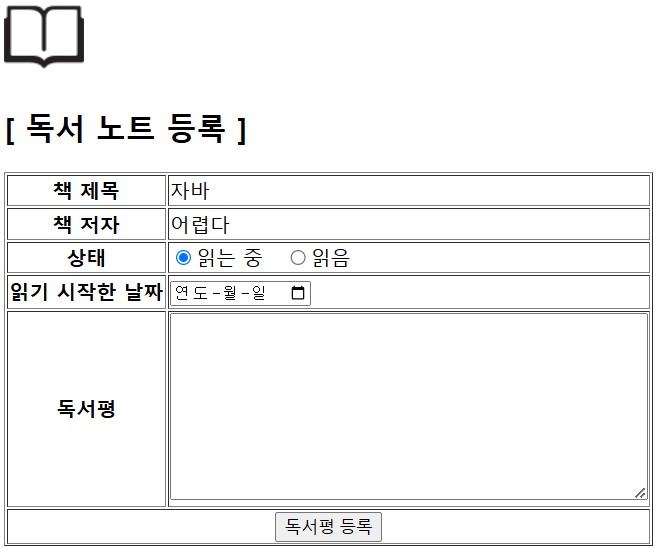 [ 독서 노트 등록 ]
책 제목 자바
책 저자 어렵다
상태 읽는 중 읽음
읽기 시작한 날짜 연도-월-일
독서평
독서평 등록